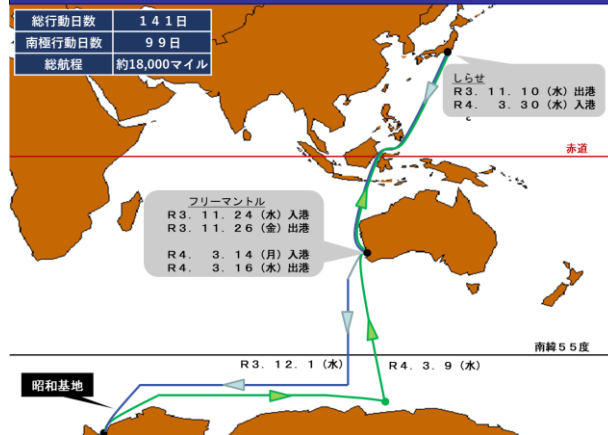 総行動日数 １４１日
南極行動日数 ９９日
総航程 約18,000マイル
しらせ
Ｒ３．１１．１０（水）出港
Ｒ４．　３．３０（水）入港
赤道
フリーマントル
Ｒ３．１１．２４（水）入港
Ｒ３．１１．２６（金）出港
Ｒ４．　３．１４（月）入港
Ｒ４．　３．１６（水）出港
南緯５５度
Ｒ３．１２．１（水）
Ｒ４．３．９（水）
昭和基地